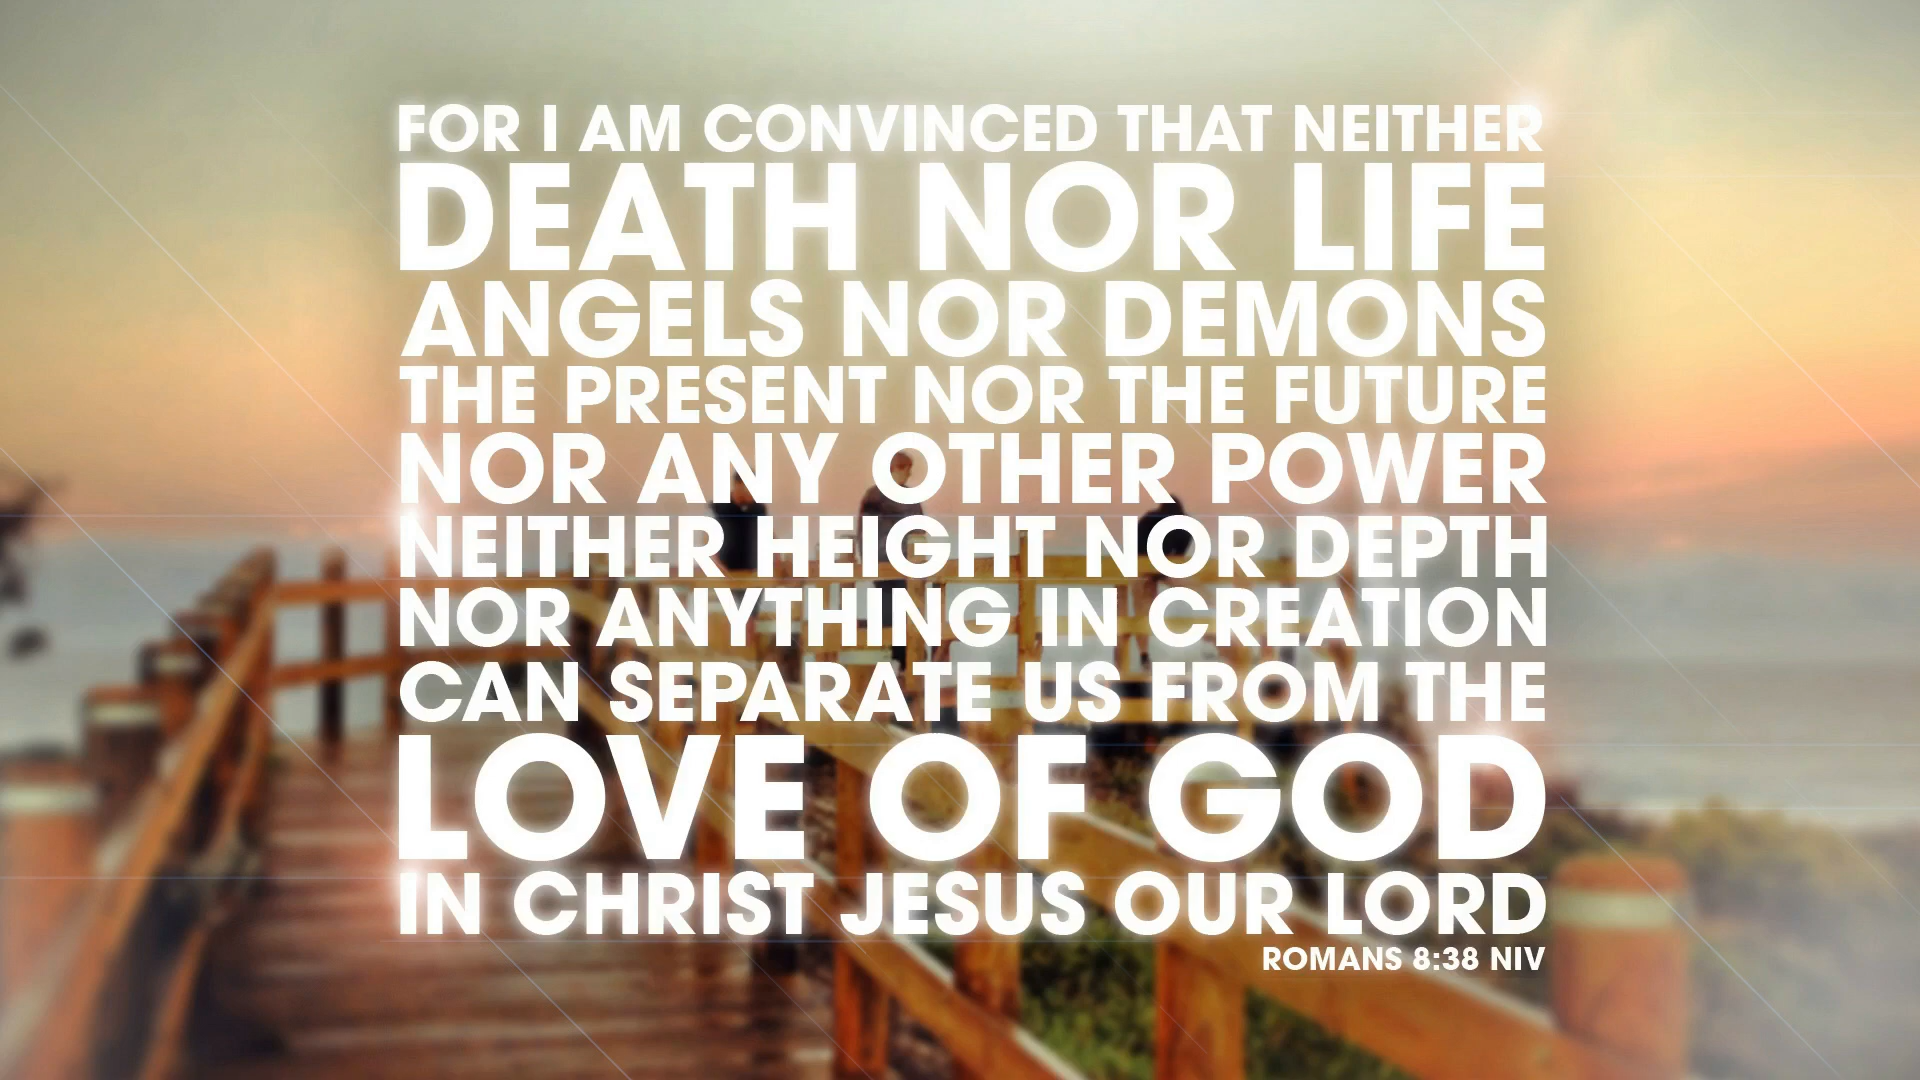 FOR I AM CONVINCED THAT NEITHER
DEATH NOR LIFE
ANGELS NOR DEMONS
THE PRESENT NOR THE FUTURE
NOR ANY OTHER POWER
NEITHER HEIGHT NOR DEPTH
NOR ANYTHING IN CREATION
CAN SEPARATE US FROM THE
LOVE OF GOD
IN CHRIST JESUS OUR LORD
ROMANS 8:38 NIV